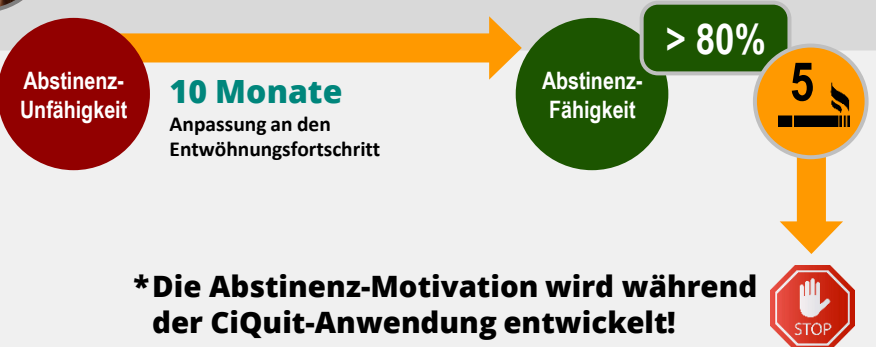 > 80%
Abstinenz-
Unfähigkeit
10 Monate
Anpassung an den
Entwöhnungsfortschritt
Abstinenz-
Fähigkeit
5
*Die Abstinenz-Motivation wird während
der CiQuit-Anwendung entwickelt!
STOP